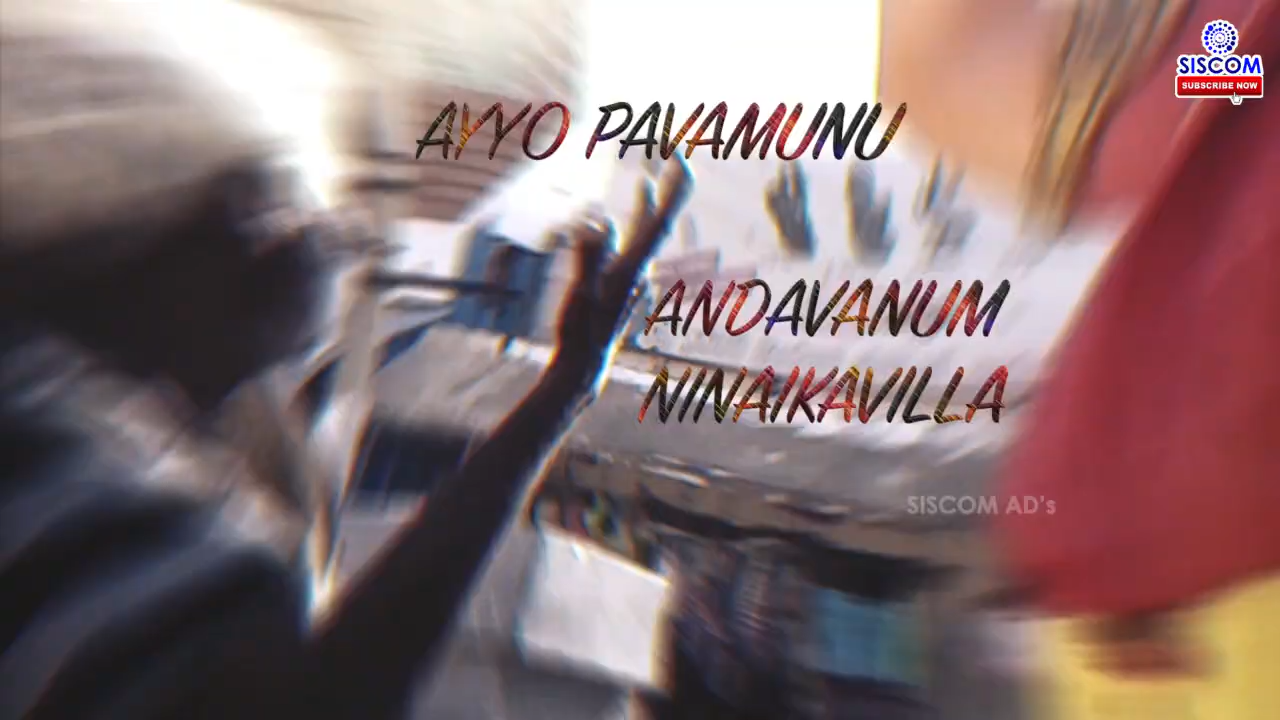 SISCOM
SUBSCRIBE NOW
AYYO PAVAMUNU
ANDAVANUM
NINAIKAVILLA
SISCOM AD's